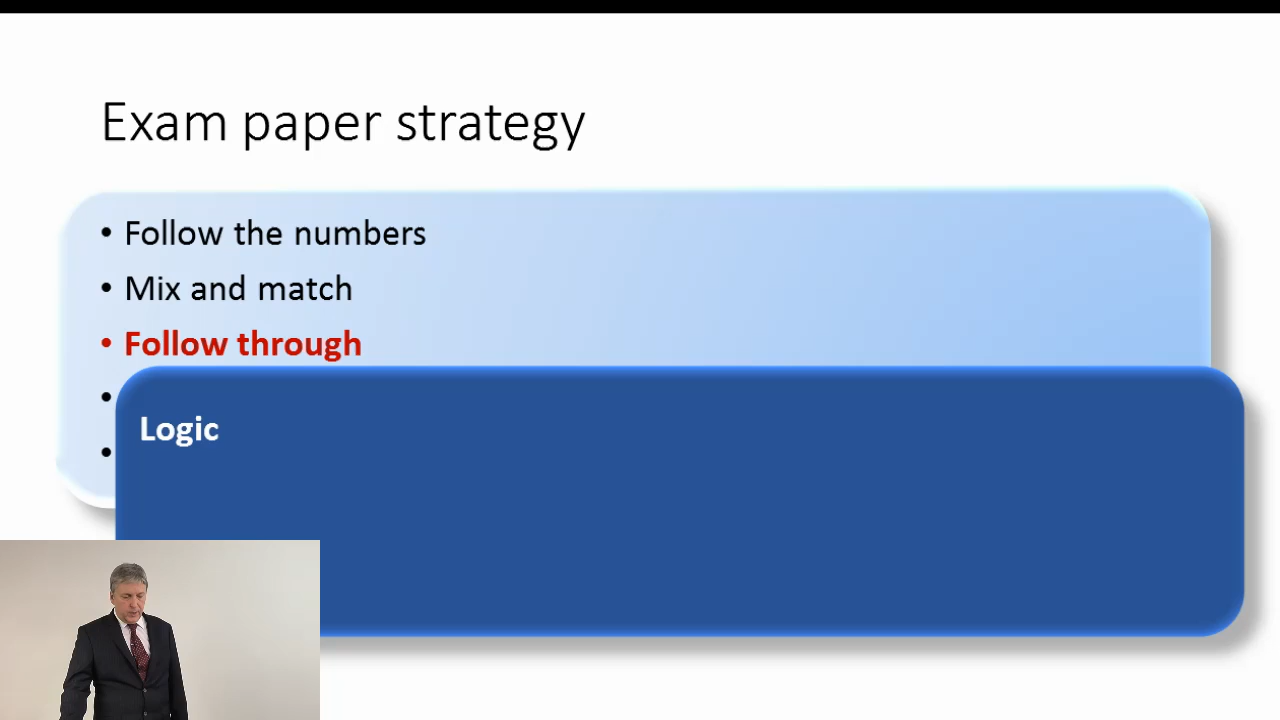 Exam paper strategy
• Follow the numbers
• Mix and match
• Follow through
•
Logic
•